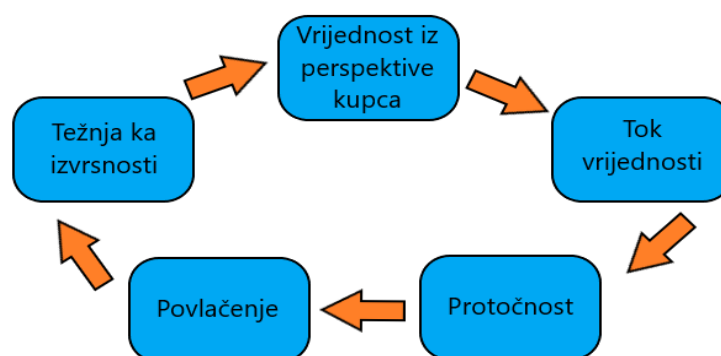 Vrijednost iz
perspektive
kupca
Tok
vrijednosti
Protočnost
Povlačenje
Težnja ka
izvrsnosti